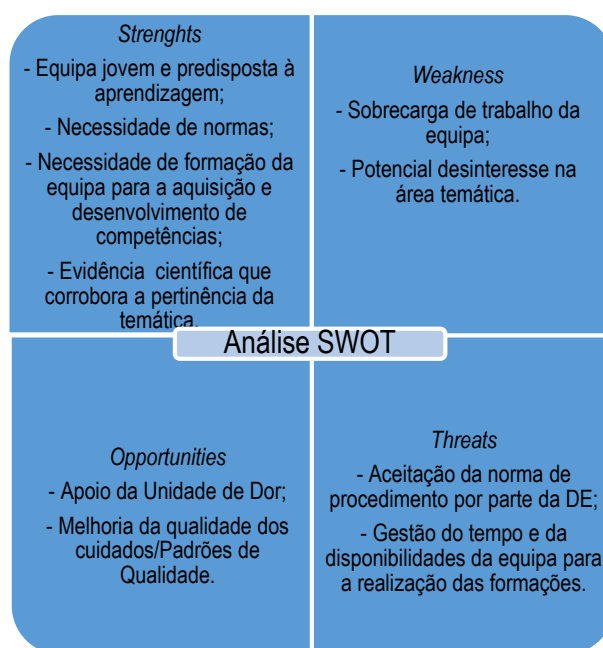 Strenghts
- Equipa jovem e predisposta à
aprendizagem;
- Necessidade de normas;
- Necessidade de formação da
equipa para a aquisição e
desenvolvimento de
competências;
- Evidência científica que
corrobora a pertinência da
temática.
Weakness
- Sobrecarga de trabalho da
equipa;
- Potencial desinteresse na
área temática.
Análise SWOT
Opportunities
- Apoio da Unidade de Dor;
- Melhoria da qualidade dos
cuidados/Padrões de
Qualidade.
Threats
- Aceitação da norma de
procedimento por parte da DE;
- Gestão do tempo e da
disponibilidades da equipa para
a realização das formações.